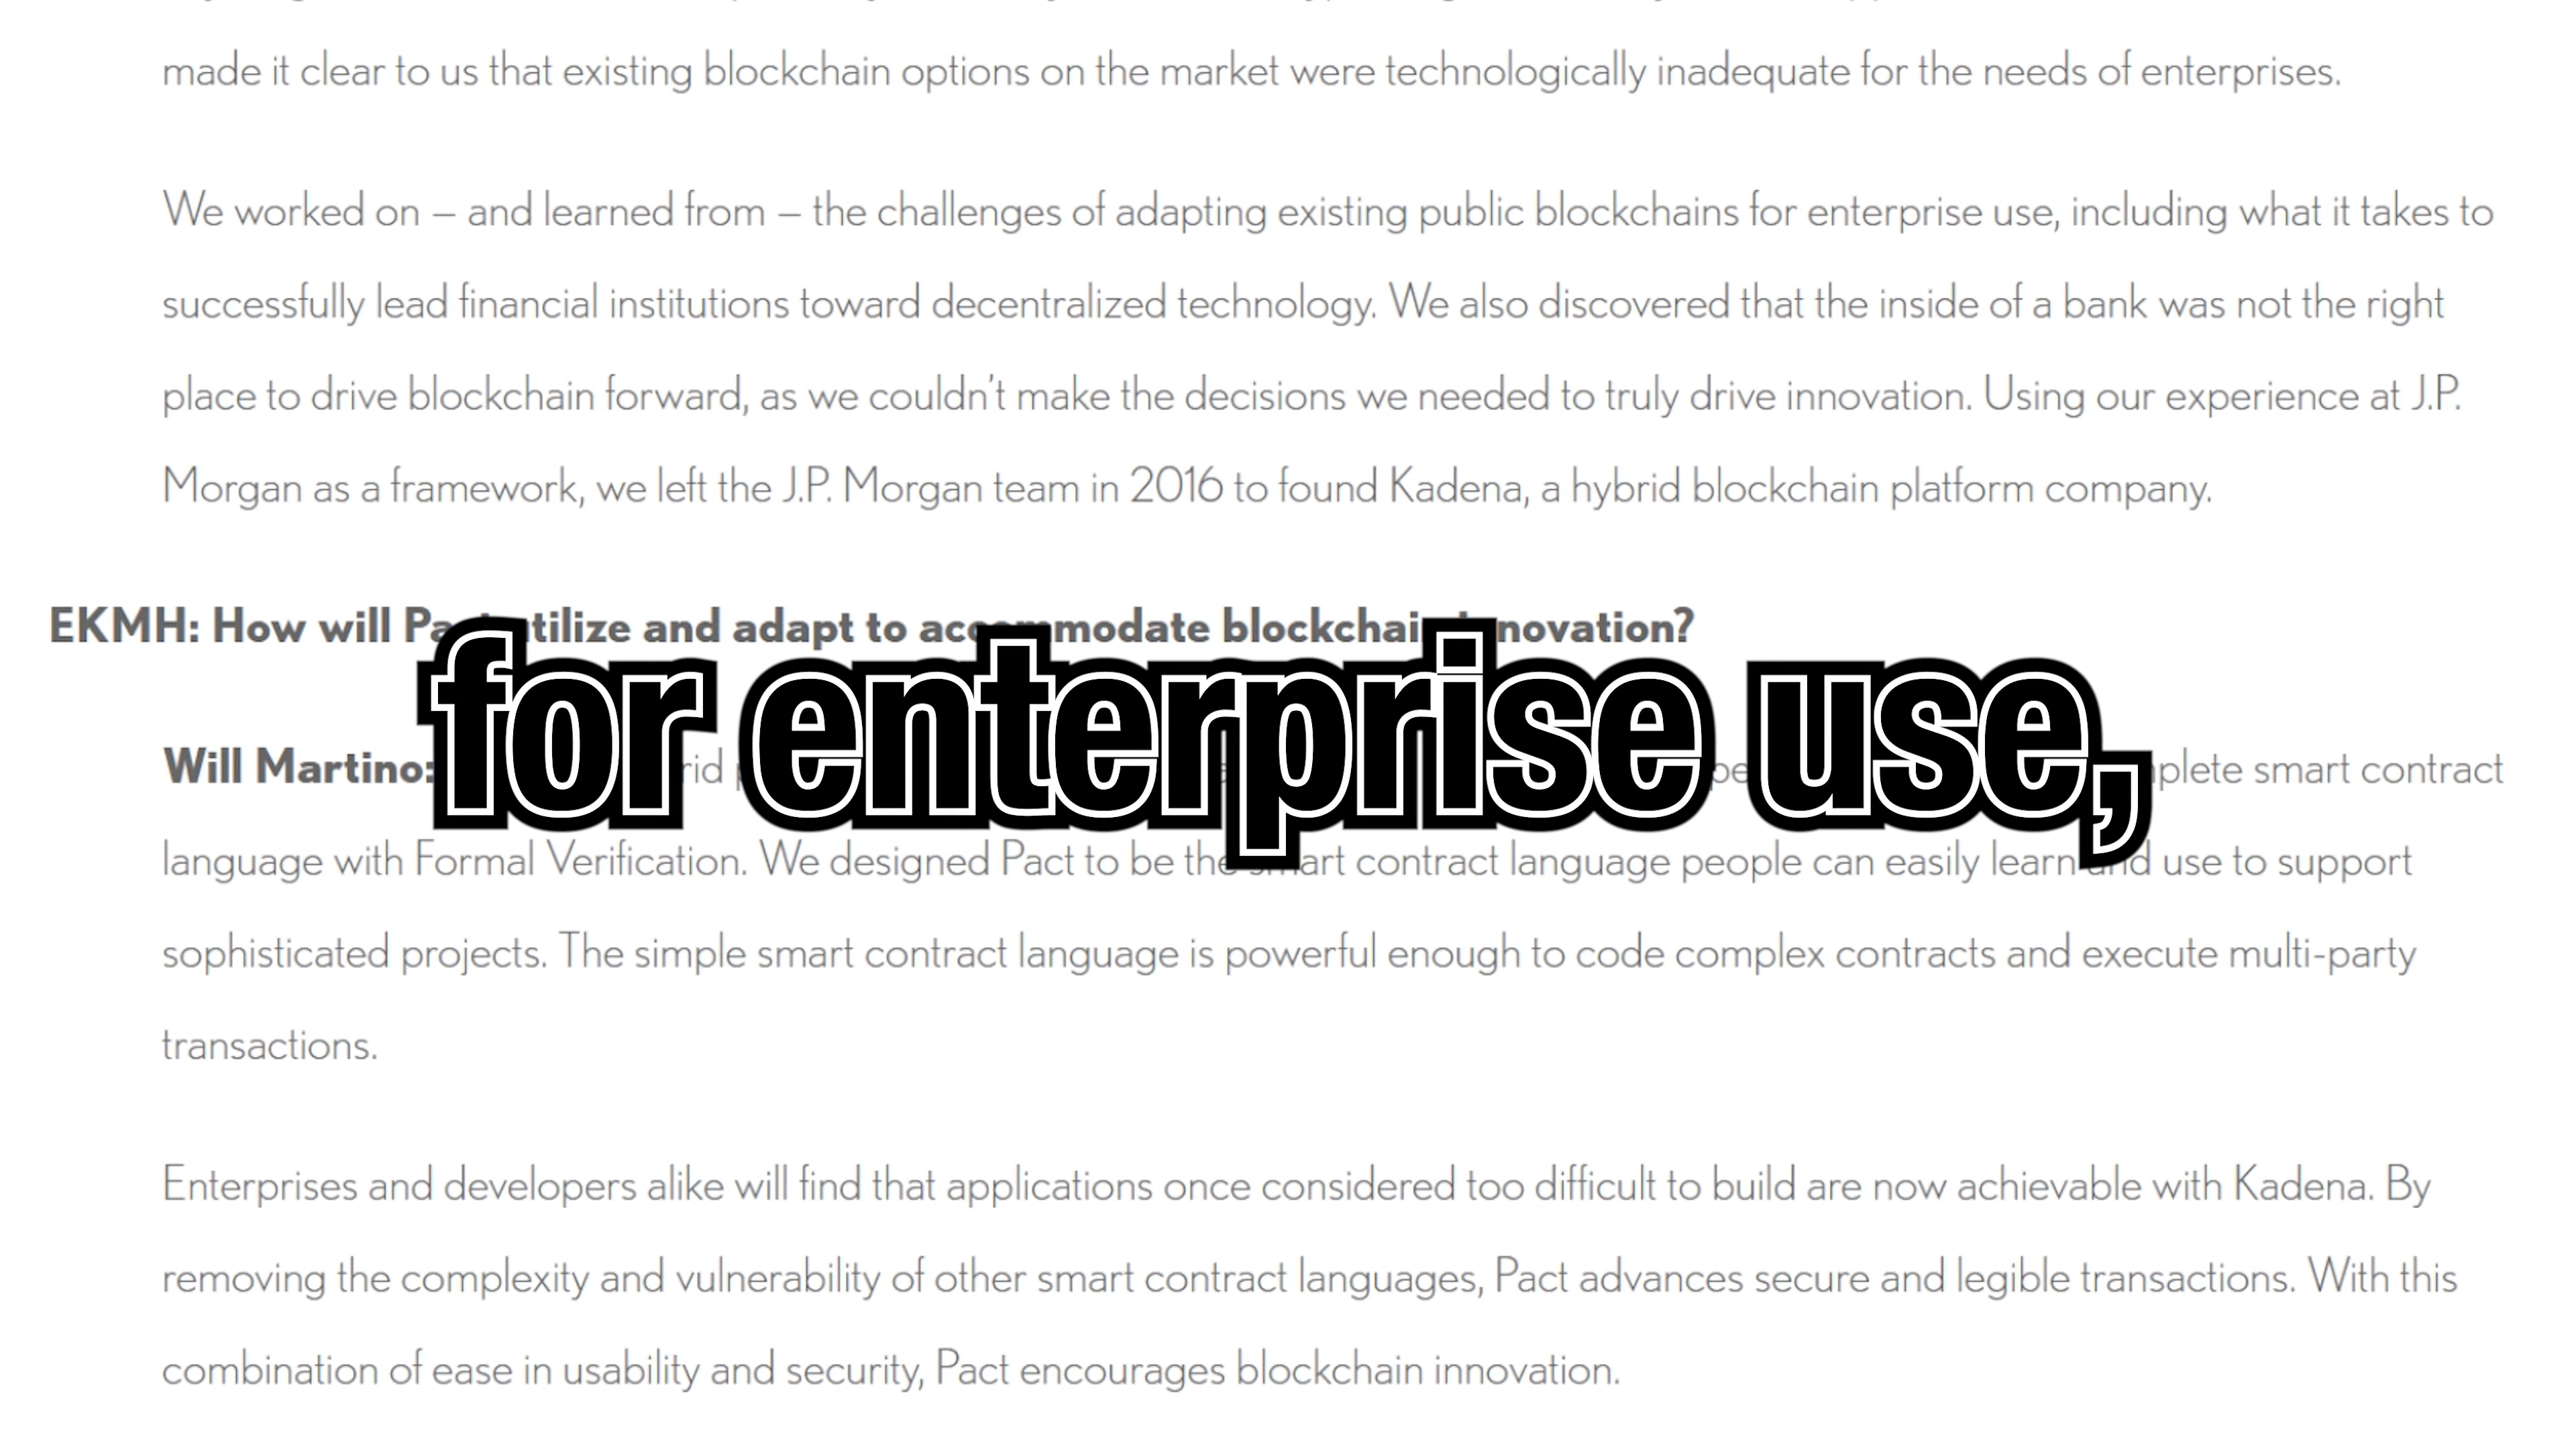 made it clear to us that existing blockchain options on the market were technologically inadequate for the needs of enterprises.
We worked on – and learned from – the challenges of adapting existing public blockchains for enterprise use, including what it takes to
successfully lead financial institutions toward decentralized technology. We also discovered that the inside of a bank was not the right
place to drive blockchain forward, as we couldn't make the decisions we needed to truly drive innovation. Using our experience at J.P.
Morgan as a framework, we left the J.P. Morgan team in 2016 to found Kadena, a hybrid blockchain platform company.
EKMH: How will Pact utilize and adapt to accommodate blockchain innovation?
for enterprise use,
Will Martino: smart contract
language with Formal Verification. We designed Pact to be the smart contract language people can easily learn and use to support
sophisticated projects. The simple smart contract language is powerful enough to code complex contracts and execute multi-party
transactions.
Enterprises and developers alike will find that applications once considered too difficult to build are now achievable with Kadena. By
removing the complexity and vulnerability of other smart contract languages, Pact advances secure and legible transactions. With this
combination of ease in usability and security, Pact encourages blockchain innovation.